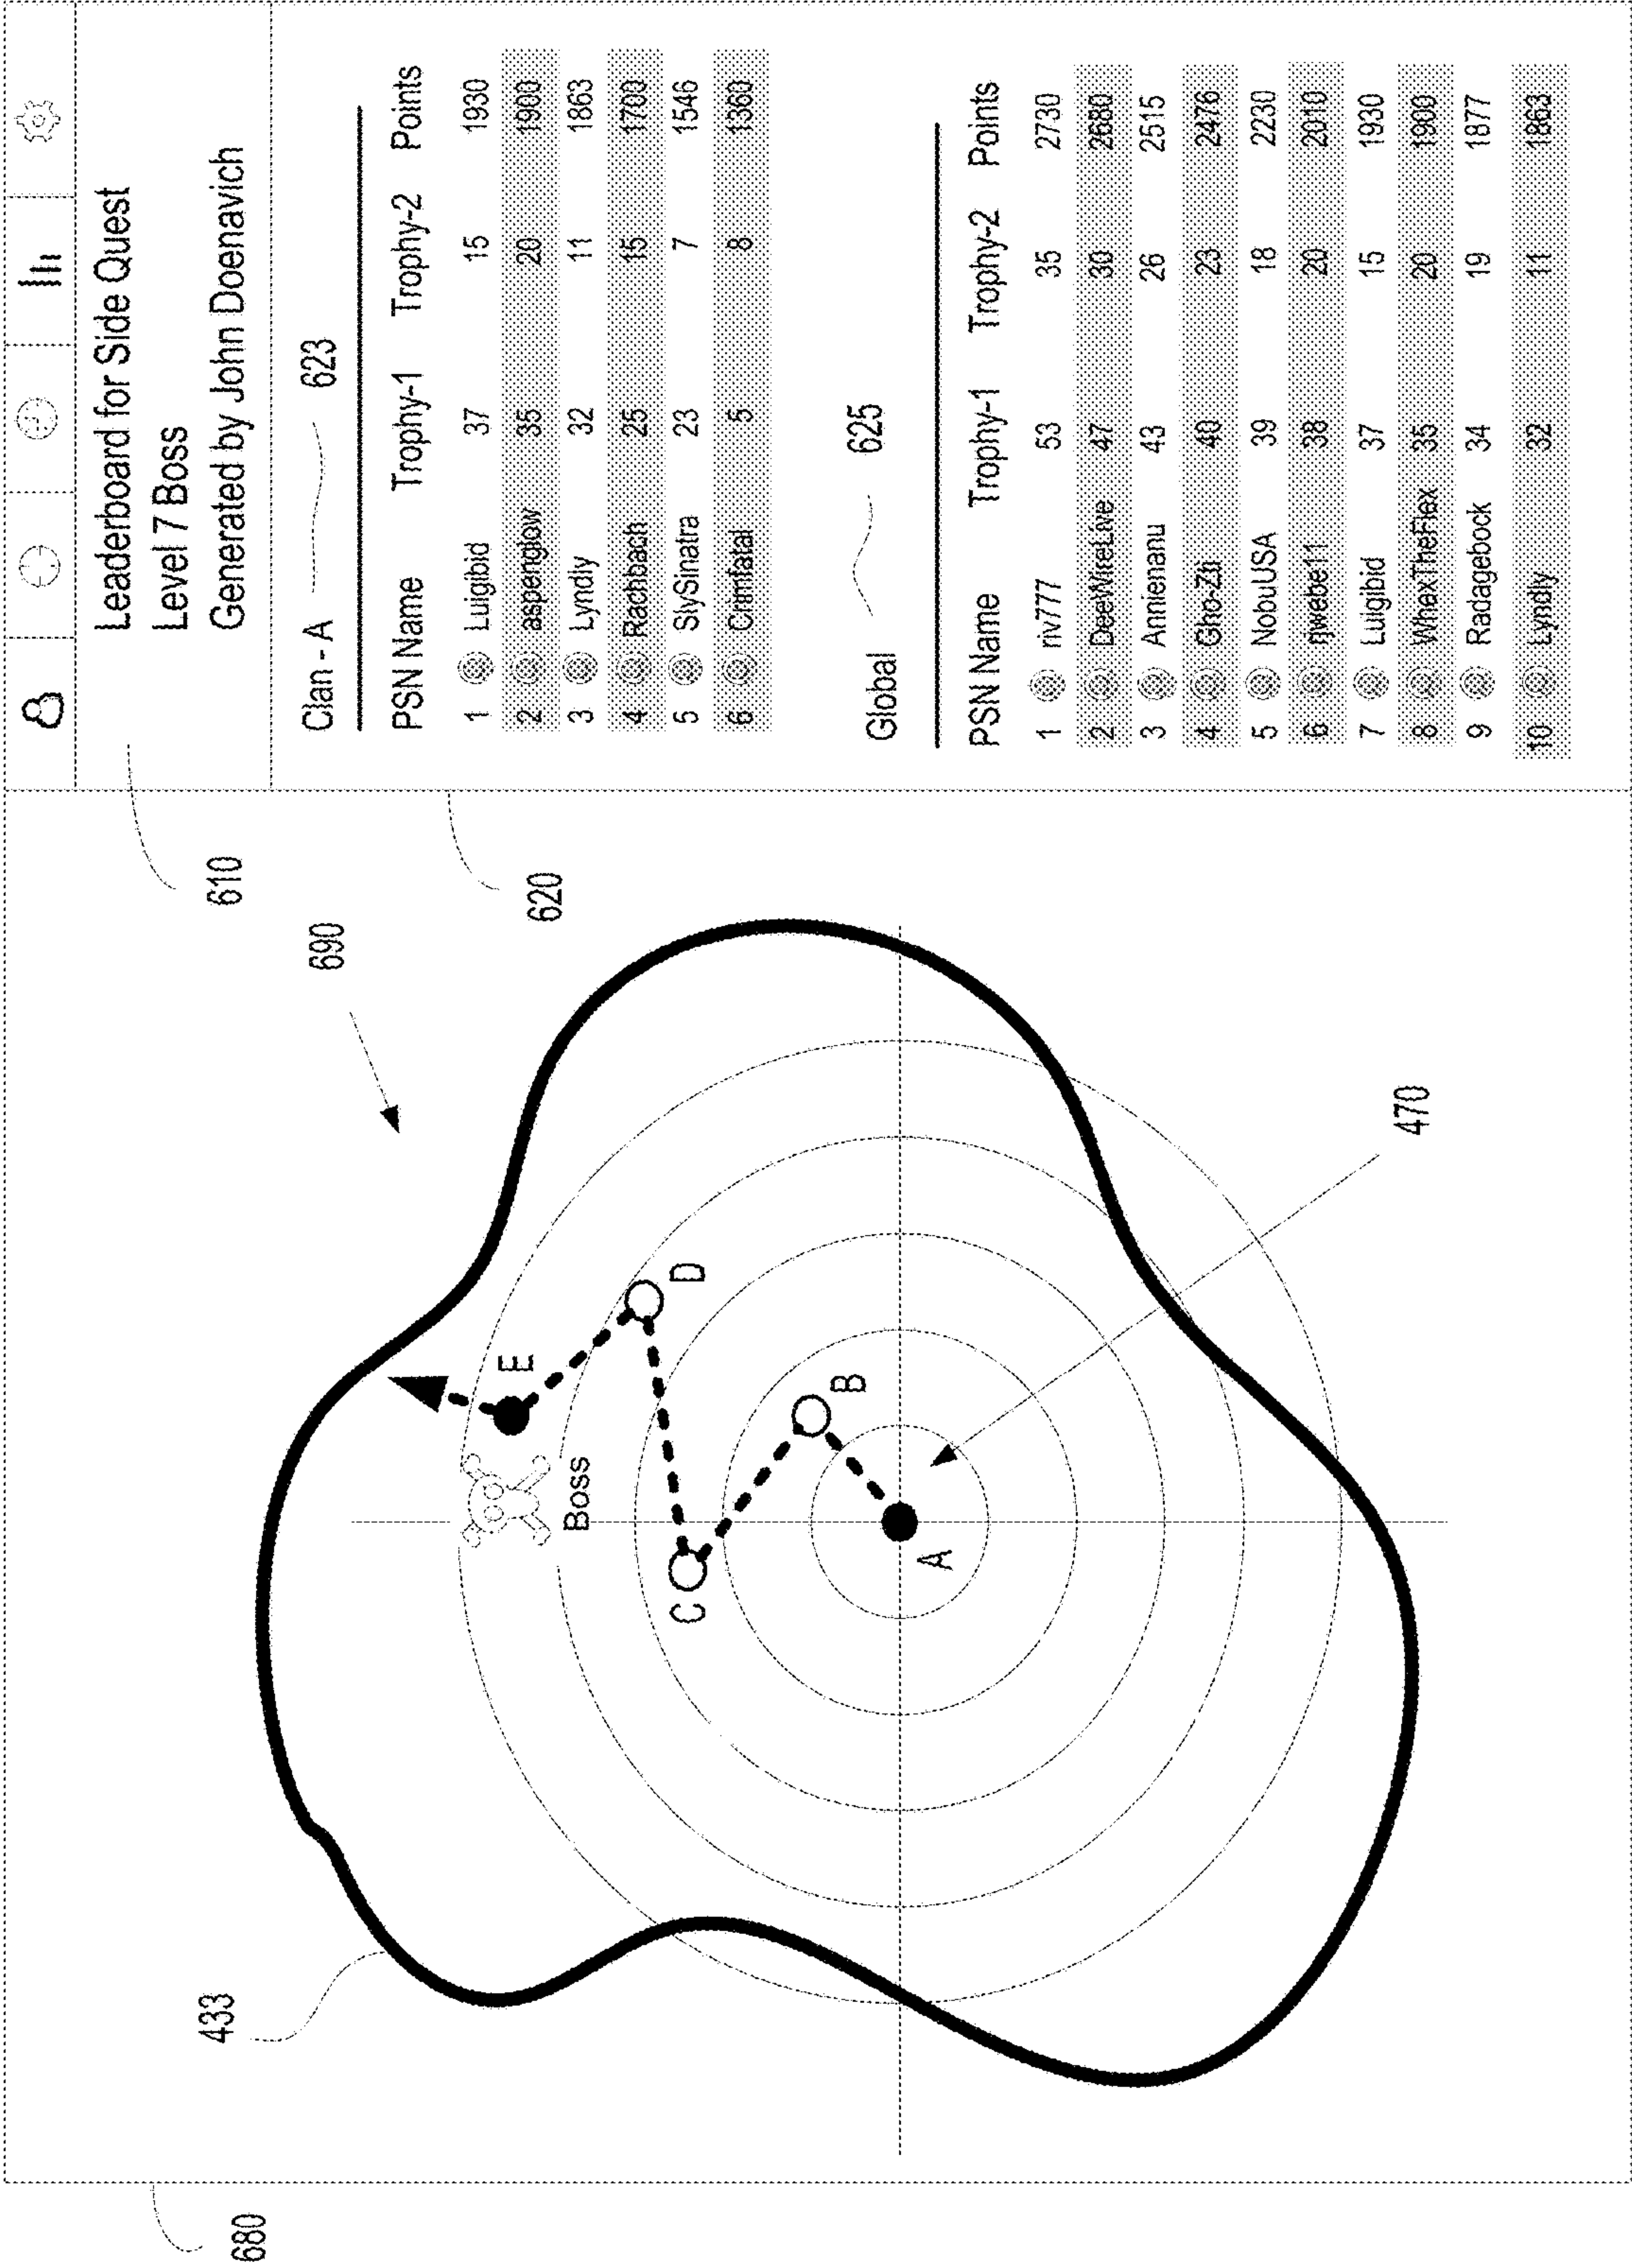 680
433
690
610
620
470
A
B
C
D
E
Boss
Leaderboard for Side Quest
Level 7 Boss
Generated by John Doenavich
Clan - A 623
PSN Name Trophy-1 Trophy-2 Points
1 Luigibid 37 15 1930
2 aspenglow 35 20 1900
3 Lyndly 32 11 1863
4 Rachbach 25 15 1700
5 SlySinatra 23 7 1546
6 Crimfatal 5 8 1360
Global 625
PSN Name Trophy-1 Trophy-2 Points
1 riv777 53 35 2730
2 DeeWireLive 47 30 2680
3 Annienanu 43 26 2515
4 Gho-Zti 40 23 2476
5 NobuUSA 39 18 2230
6 njwebe11 38 20 2010
7 Luigibid 37 15 1930
8 WhexTheFlex 35 20 1900
9 Radagebock 34 19 1877
10 Lyndly 32 11 1863